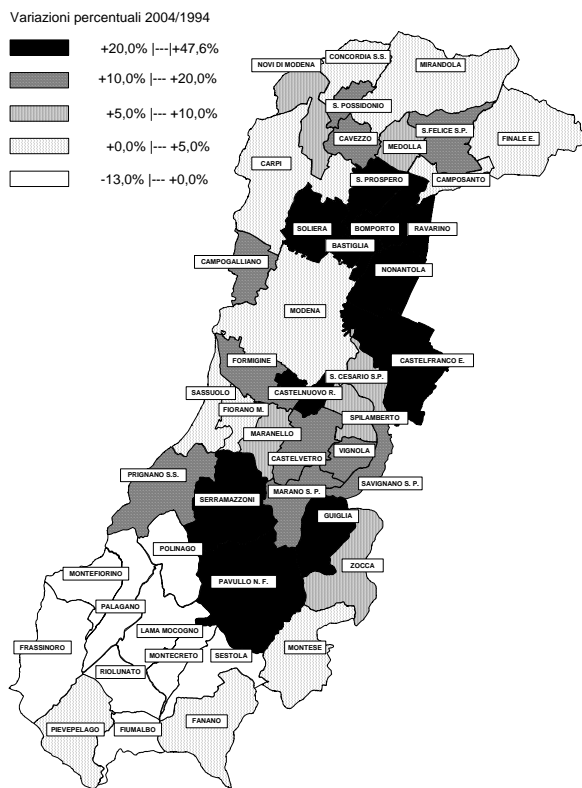 Variazioni percentuali 2004/1994
+20,0% |---|+47,6%
+10,0% |--- +20,0%
+5,0% |--- +10,0%
+0,0% |--- +5,0%
-13,0% |--- +0,0%
CONCORDIA S.S.
NOVI DI MODENA
MIRANDOLA
S. POSSIDONIO
CAVEZZO
S.FELICE S.P.
FINALE E.
MEDOLLA
CARPI
S. PROSPERO
CAMPOSANTO
SOLIERA
BOMPORTO
RAVARINO
BASTIGLIA
CAMPOGALLIANO
NONANTOLA
MODENA
FORMIGINE
CASTELFRANCO E.
S. CESARIO S.P.
SASSUOLO
CASTELNUOVO R.
FIORANO M.
SPILAMBERTO
MARANELLO
VIGNOLA
CASTELVETRO
PRIGNANO S.S.
SAVIGNANO S. P.
MARANO S. P.
SERRAMAZZONI
GUIGLIA
POLINAGO
ZOCCA
MONTEFIORINO
PAVULLO N. F.
PALAGANO
LAMA MOCOGNO
FRASSINORO
MONTESE
MONTECRETO
SESTOLA
RIOLUNATO
FANANO
PIEVEPELAGO
FIUMALBO